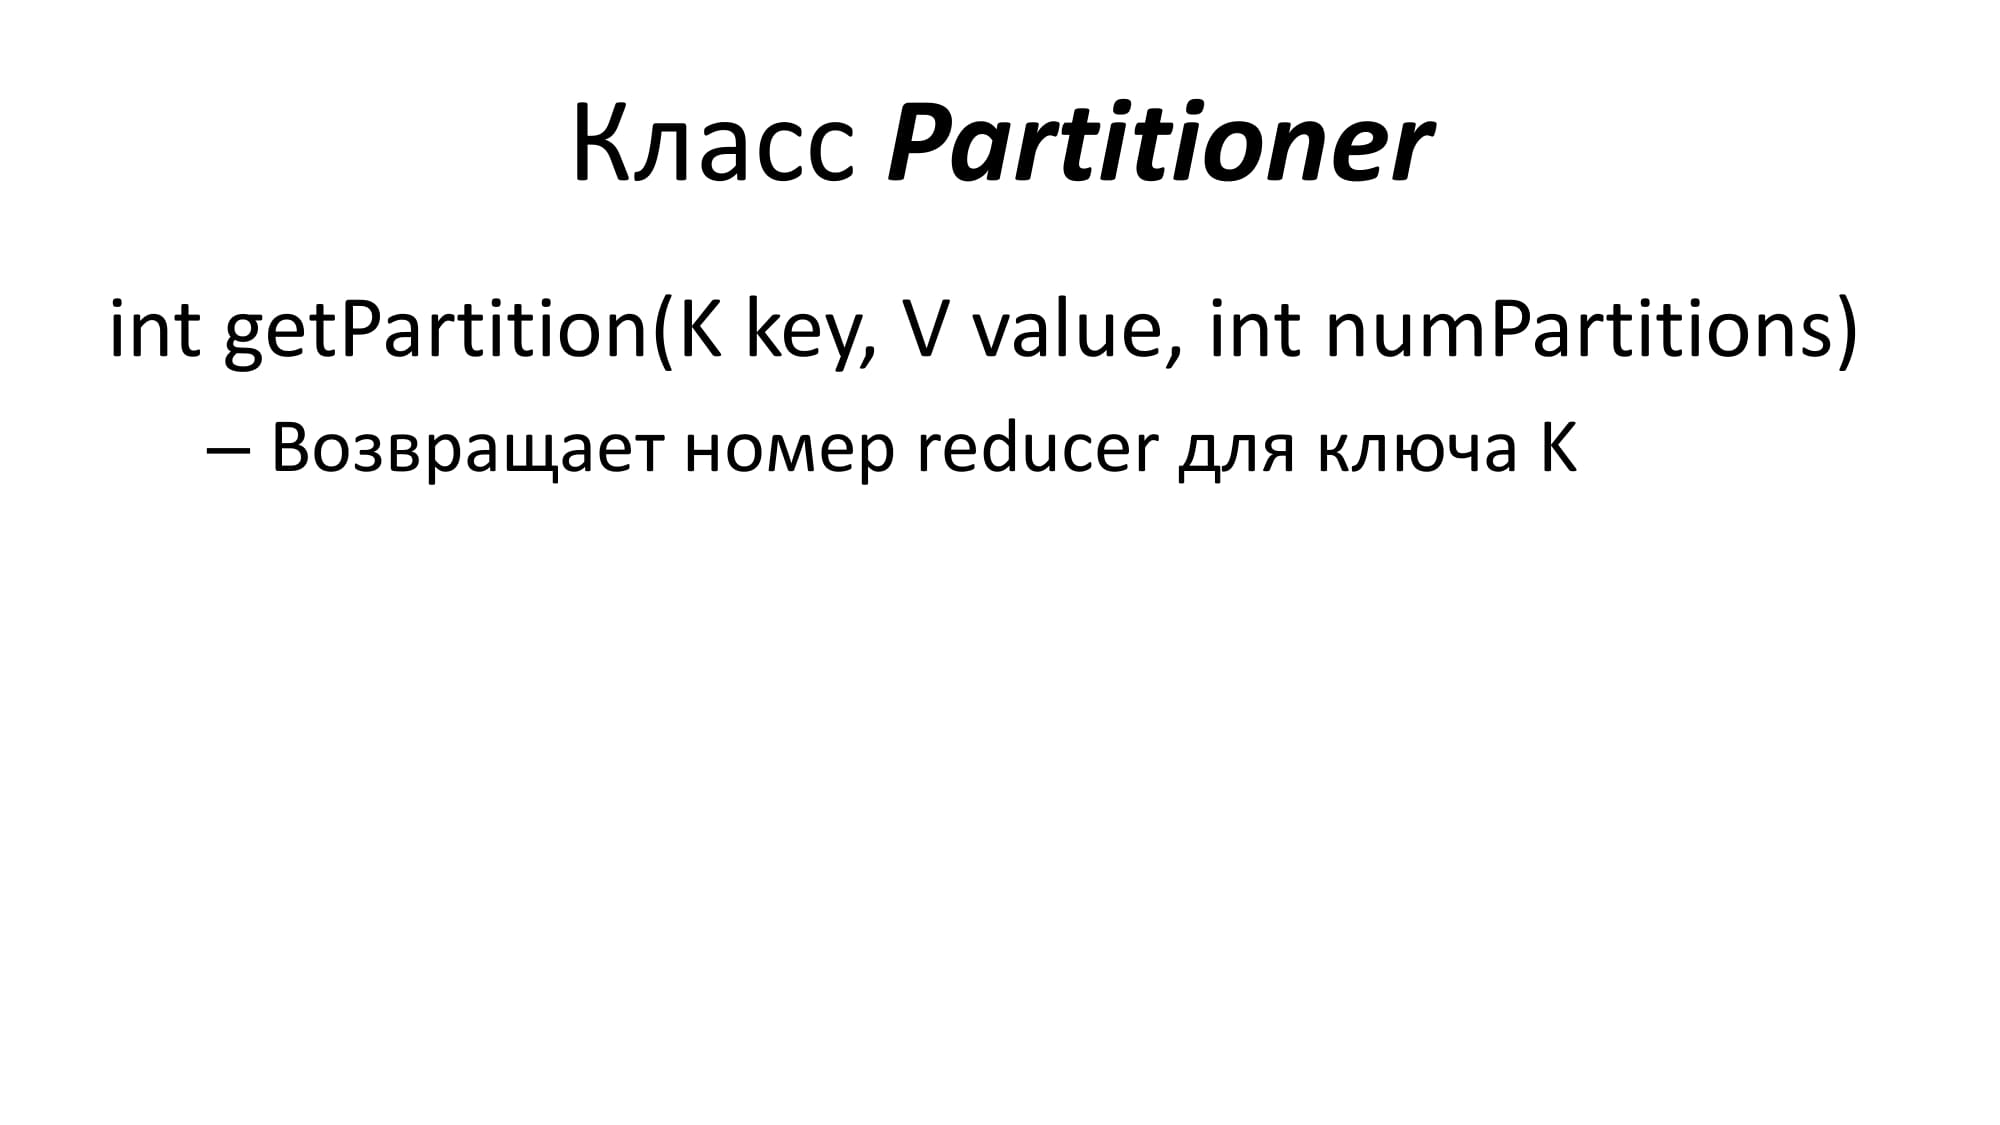 Класс Partitioner
int getPartition(K key, V value, int numPartitions)
– Возвращает номер reducer для ключа K